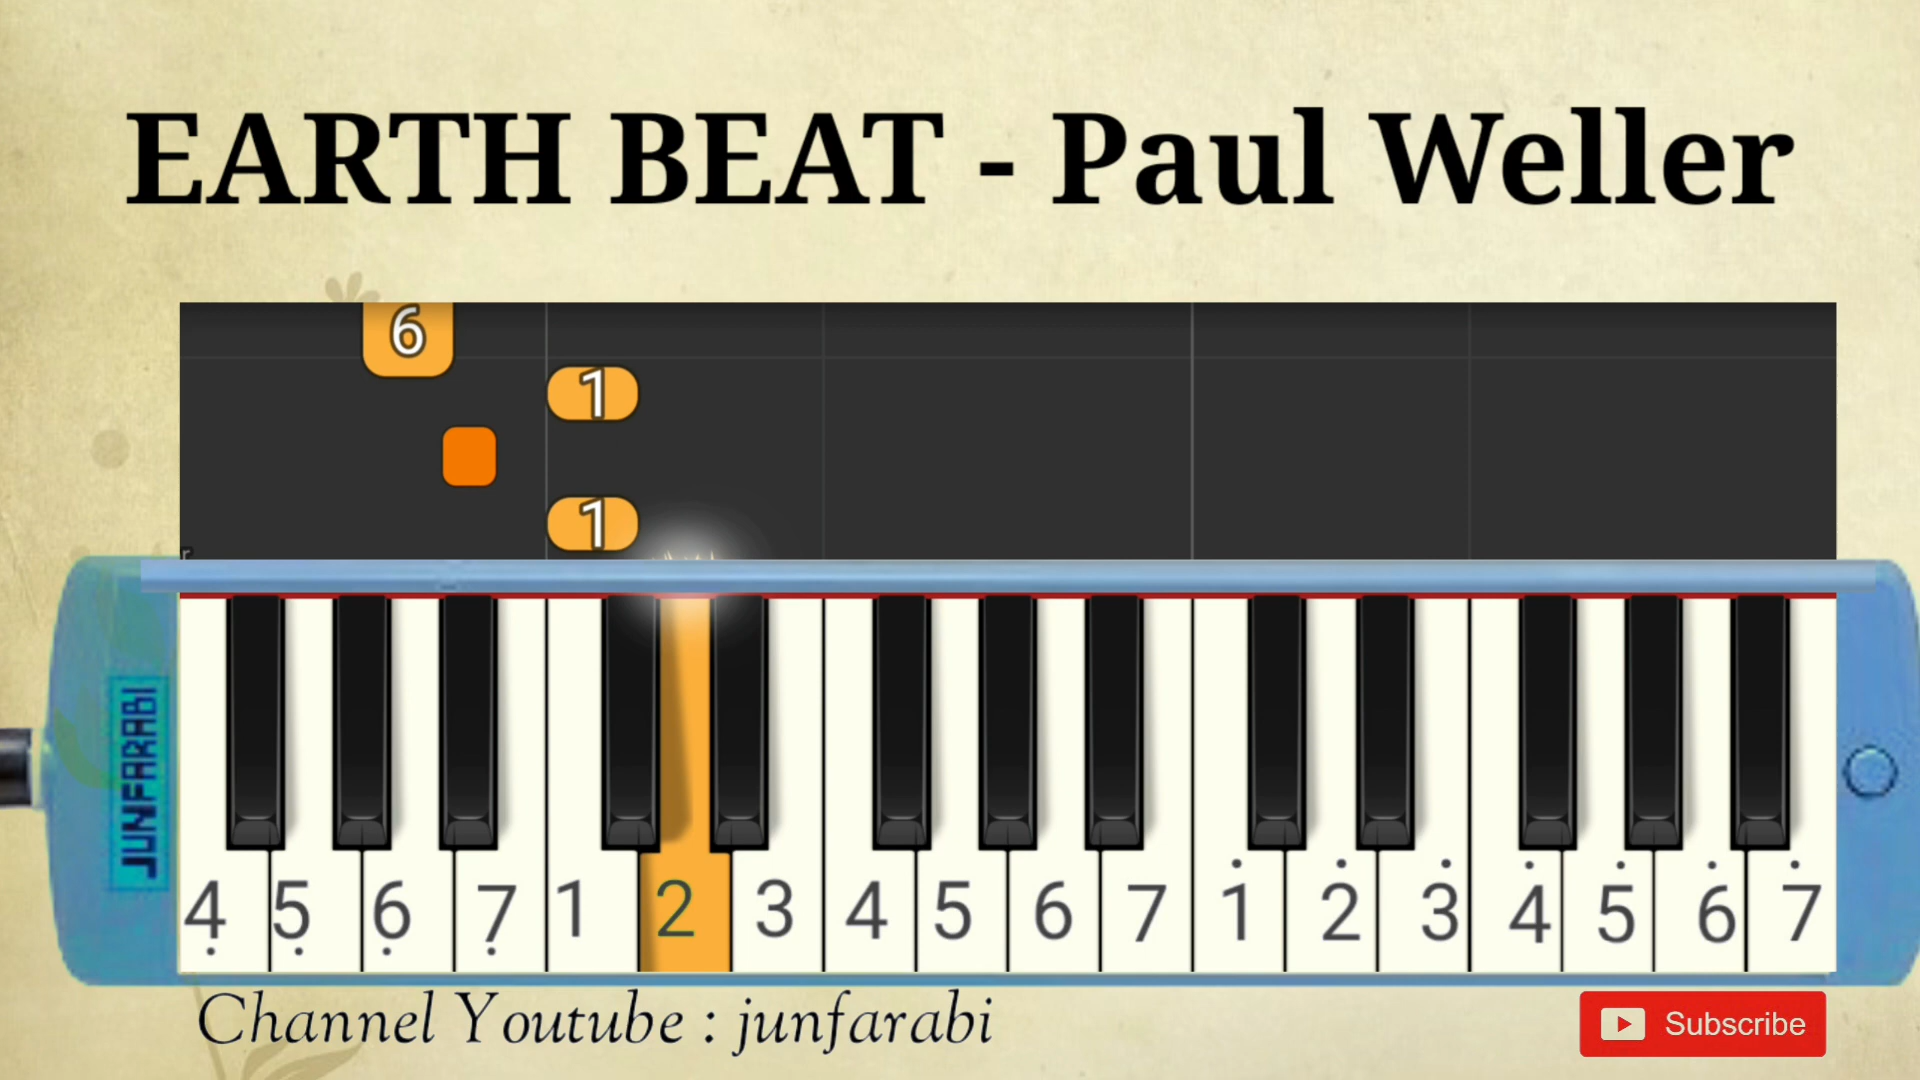 EARTH BEAT - Paul Weller
6
1
1
r
JUNFARABI
4 5 6 7 1 2 3 4 5 6 7 1 2 3 4 5 6 7
Channel Youtube : junfarabi
Subscribe